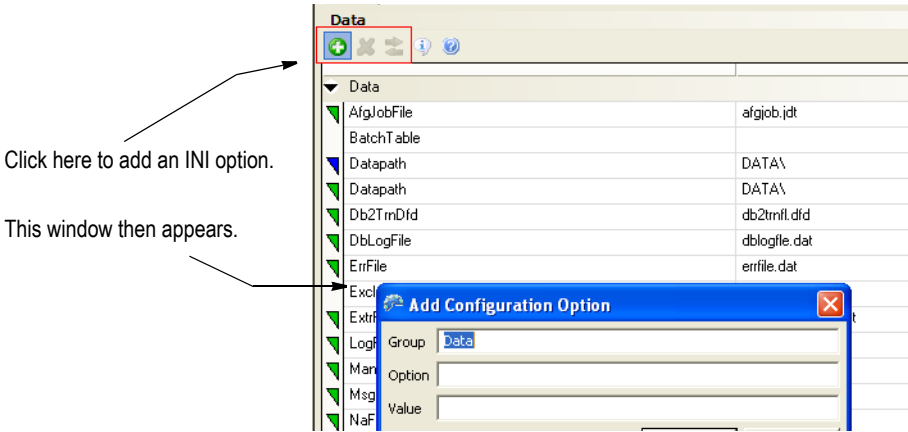 Data
Data
AfgJobFile afgjob.jdt
BatchTable
Click here to add an INI option.
Datapath DATA\
Datapath DATA\
Db2TrnDfd db2trnfl.dfd
This window then appears.
DbLogFile dblogfle.dat
ErrFile errfile.dat
Add Configuration Option
Group Data
Option
Value